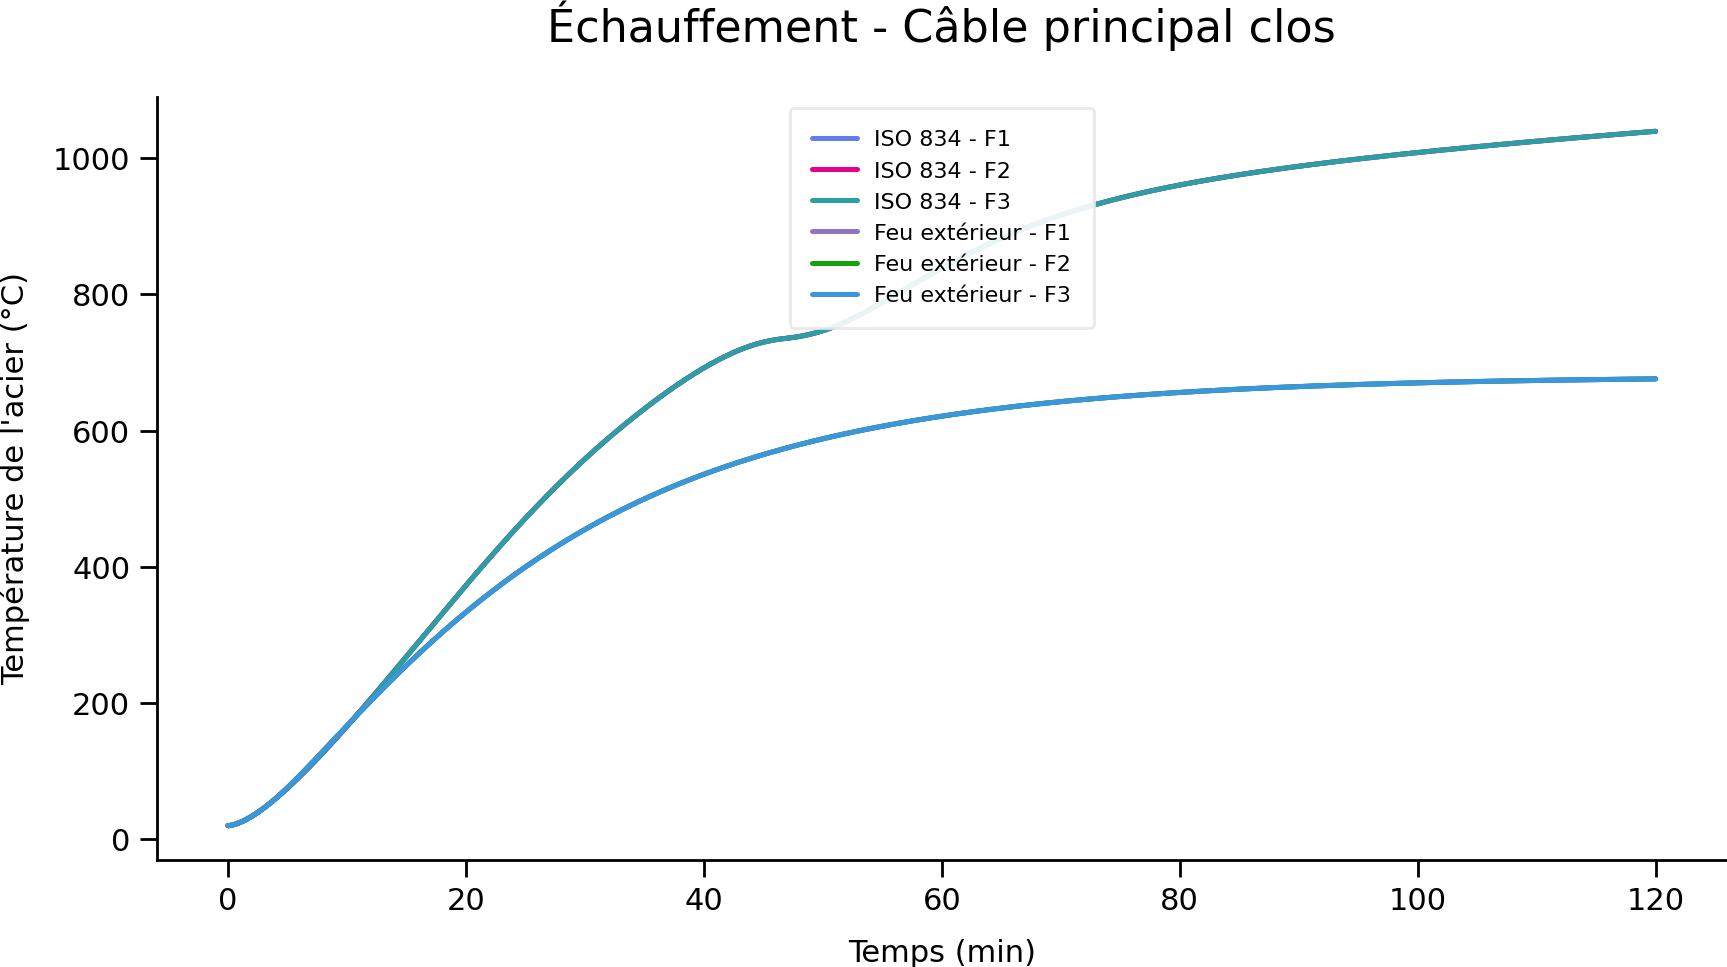 Échauffement - Câble principal clos
ISO 834 - F1
ISO 834 - F2
ISO 834 - F3
Feu extérieur - F1
Feu extérieur - F2
Feu extérieur - F3
Température de l'acier (°C)
1000
800
600
400
200
0
0 20 40 60 80 100 120
Temps (min)